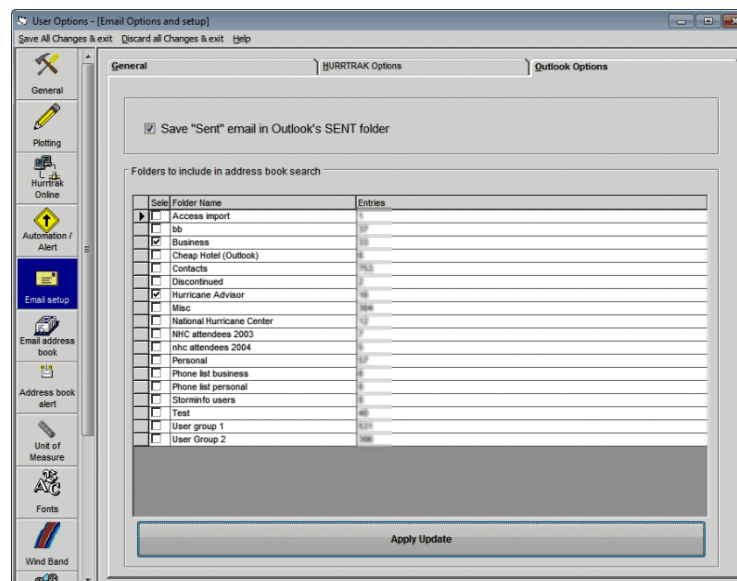 User Options - [Email Options and setup]
Save All Changes & exit Discard all Changes & exit Help
General
Plotting
Hurrtrak
Online
Automation /
Alert
Email setup
Email address
book
Address book
alert
Unit of
Measure
Fonts
Wind Band
General HURRTRAK Options Outlook Options
Save "Sent" email in Outlook's SENT folder
Folders to include in address book search
Sele Folder Name Entries
Access import
bb
Business
Cheap Hotel (Outlook)
Contacts
Discontinued
Hurricane Advisor
Misc
National Hurricane Center
NHC attendees 2003
nhc attendees 2004
Personal
Phone list business
Phone list personal
Storminfo users
Test
User group 1
User Group 2
Apply Update